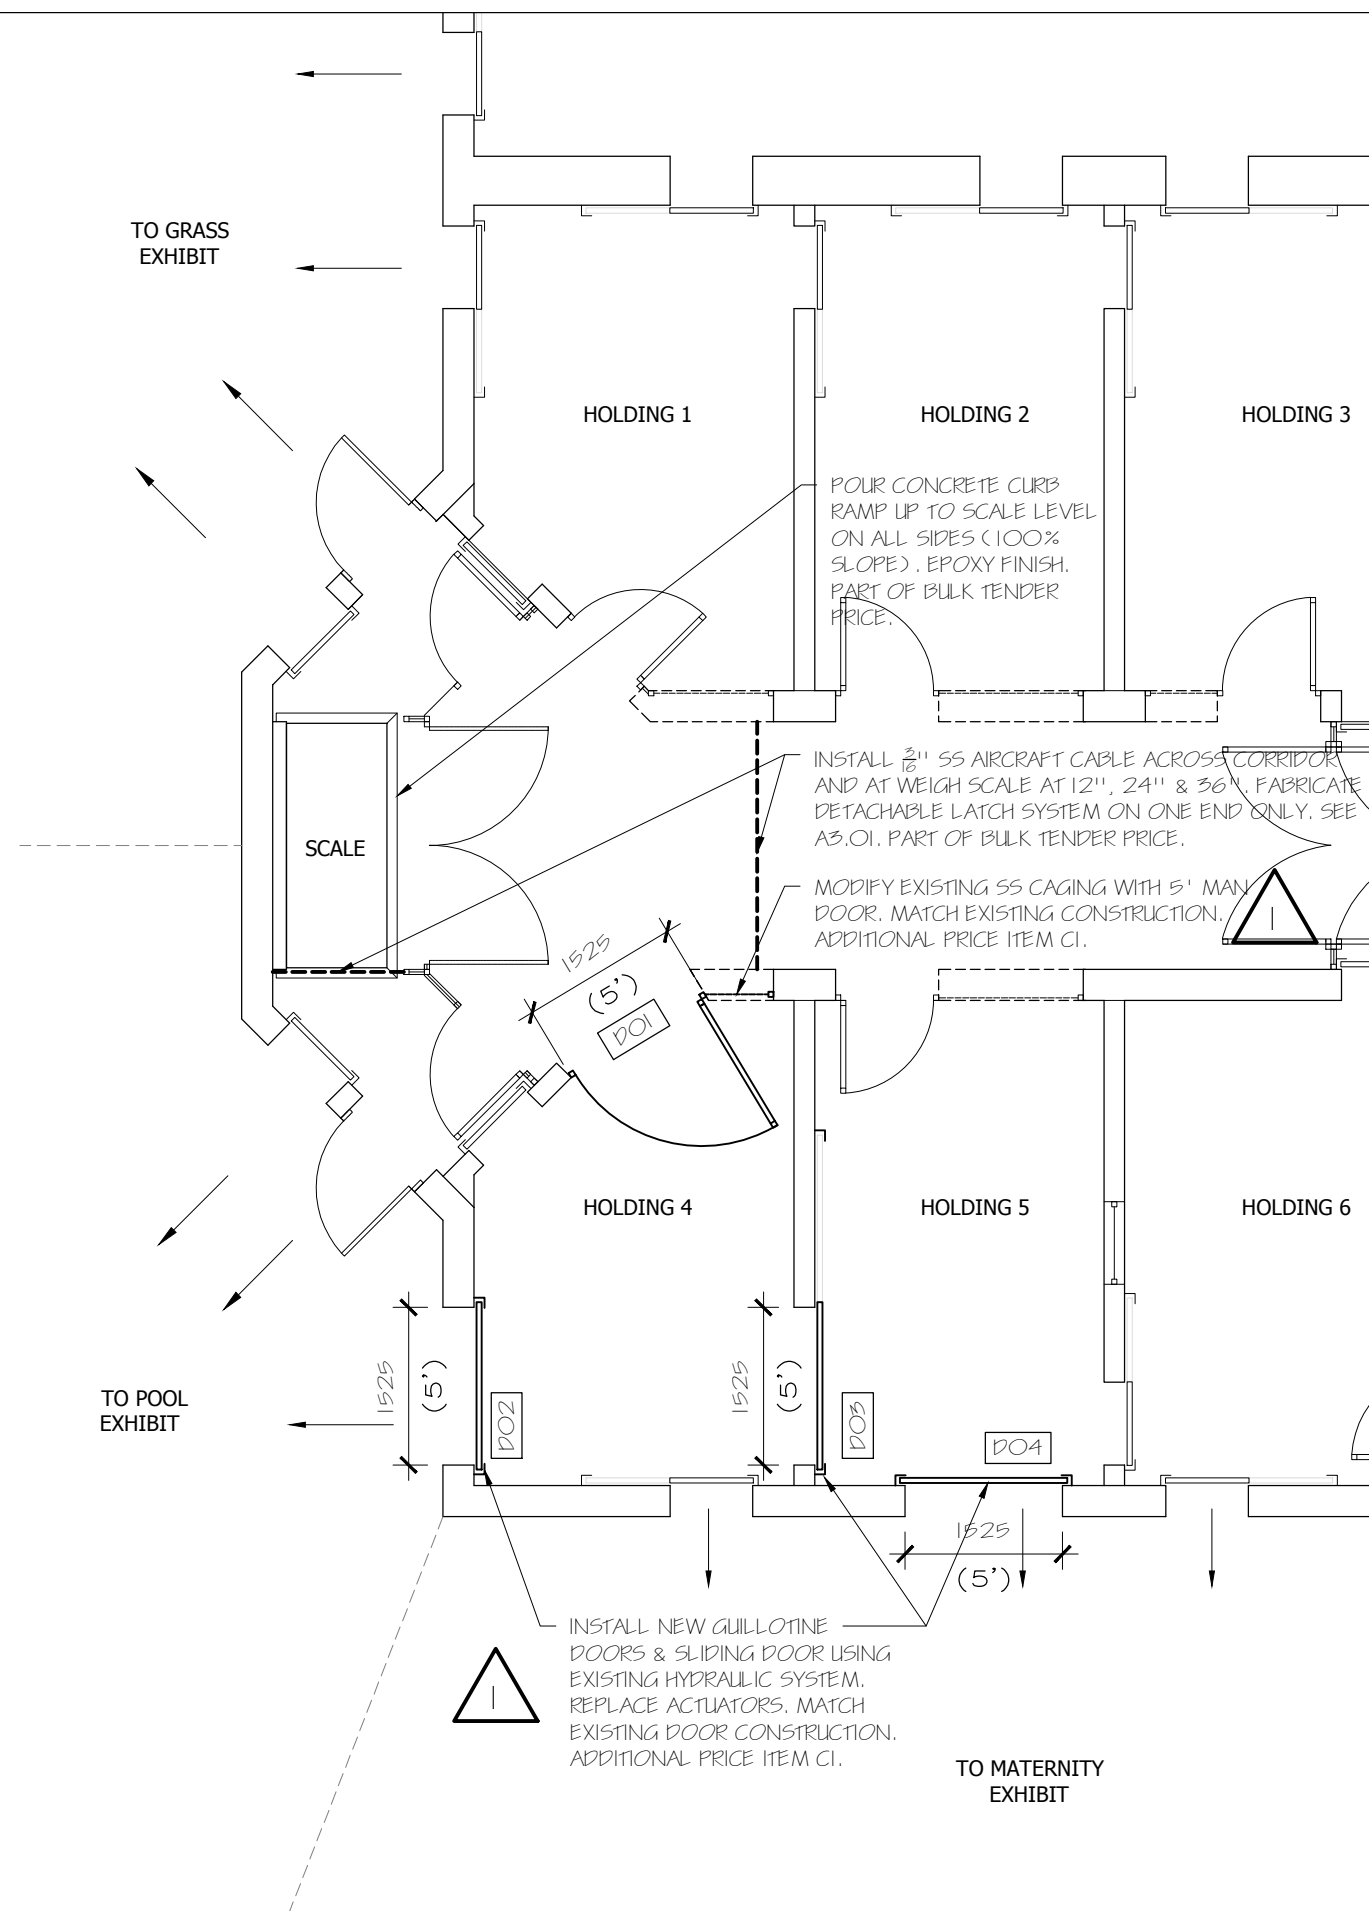 TO GRASS
EXHIBIT
HOLDING 1
HOLDING 2
HOLDING 3
POUR CONCRETE CURB
RAMP UP TO SCALE LEVEL
ON ALL SIDES (100%
SLOPE). EPOXY FINISH.
PART OF BULK TENDER
PRICE.
INSTALL 3/16" SS AIRCRAFT CABLE ACROSS CORRIDOR
AND AT WEIGH SCALE AT 12", 24" & 36". FABRICATE
DETACHABLE LATCH SYSTEM ON ONE END ONLY. SEE
A3.01. PART OF BULK TENDER PRICE.
SCALE
MODIFY EXISTING SS CAGING WITH 5' MAN
DOOR. MATCH EXISTING CONSTRUCTION.
ADDITIONAL PRICE ITEM C1.
1
1525
(5')
D01
HOLDING 4
HOLDING 5
HOLDING 6
TO POOL
EXHIBIT
1525
(5')
D02
1525
(5')
D03
D04
1525
(5')
INSTALL NEW GUILLOTINE
DOORS & SLIDING DOOR USING
EXISTING HYDRAULIC SYSTEM.
REPLACE ACTUATORS. MATCH
EXISTING DOOR CONSTRUCTION.
ADDITIONAL PRICE ITEM C1.
1
TO MATERNITY
EXHIBIT